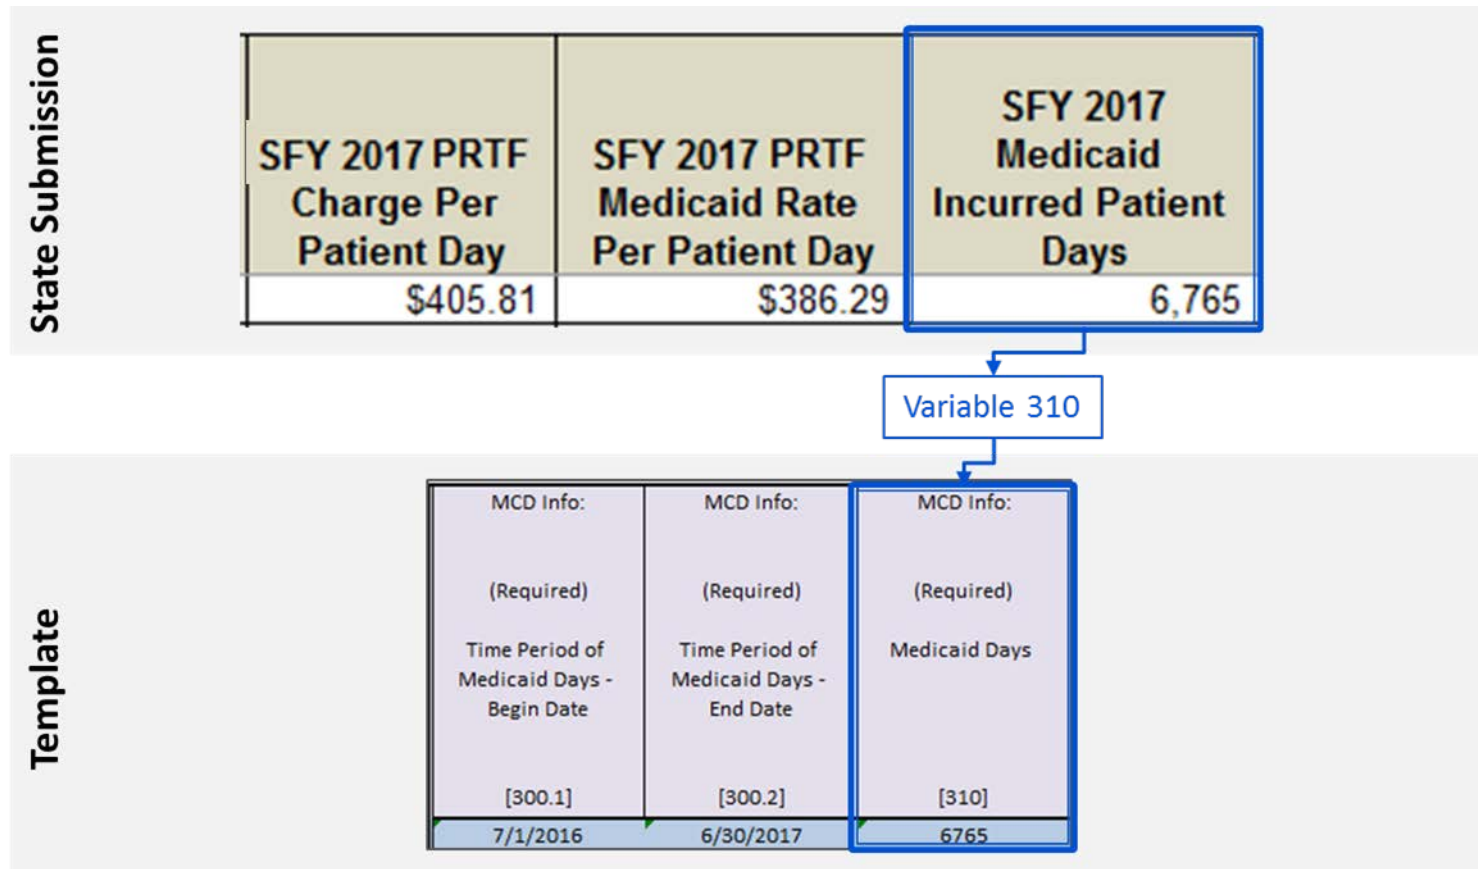 State Submission
SFY 2017 PRTF
Charge Per
Patient Day
SFY 2017 PRTF
Medicaid Rate
Per Patient Day
SFY 2017
Medicaid
Incurred Patient
Days
$405.81
$386.29
6,765
Variable 310
Template
MCD Info:
(Required)
Time Period of
Medicaid Days -
Begin Date
[300.1]
MCD Info:
(Required)
Time Period of
Medicaid Days -
End Date
[300.2]
MCD Info:
(Required)
Medicaid Days
[310]
7/1/2016
6/30/2017
6765